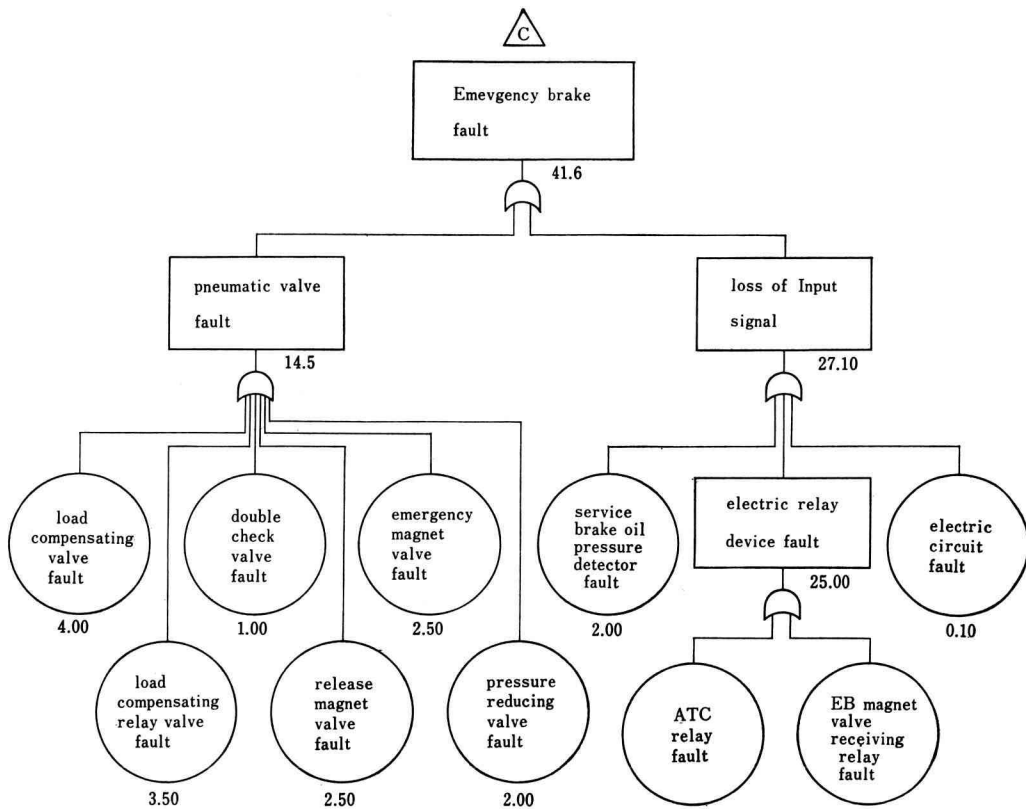 C
Emevgency brake
fault
41.6
pneumatic valve
fault
14.5
loss of Input
signal
27.10
load
compensating
valve
fault
4.00
double
check
valve
fault
1.00
emergency
magnet
valve
fault
2.50
service
brake oil
pressure
detector
fault
2.00
electric relay
device fault
25.00
electric
circuit
fault
0.10
load
compensating
relay valve
fault
3.50
release
magnet
valve
fault
2.50
pressure
reducing
valve
fault
2.00
ATC
relay
fault
EB magnet
valve
receiving
relay
fault